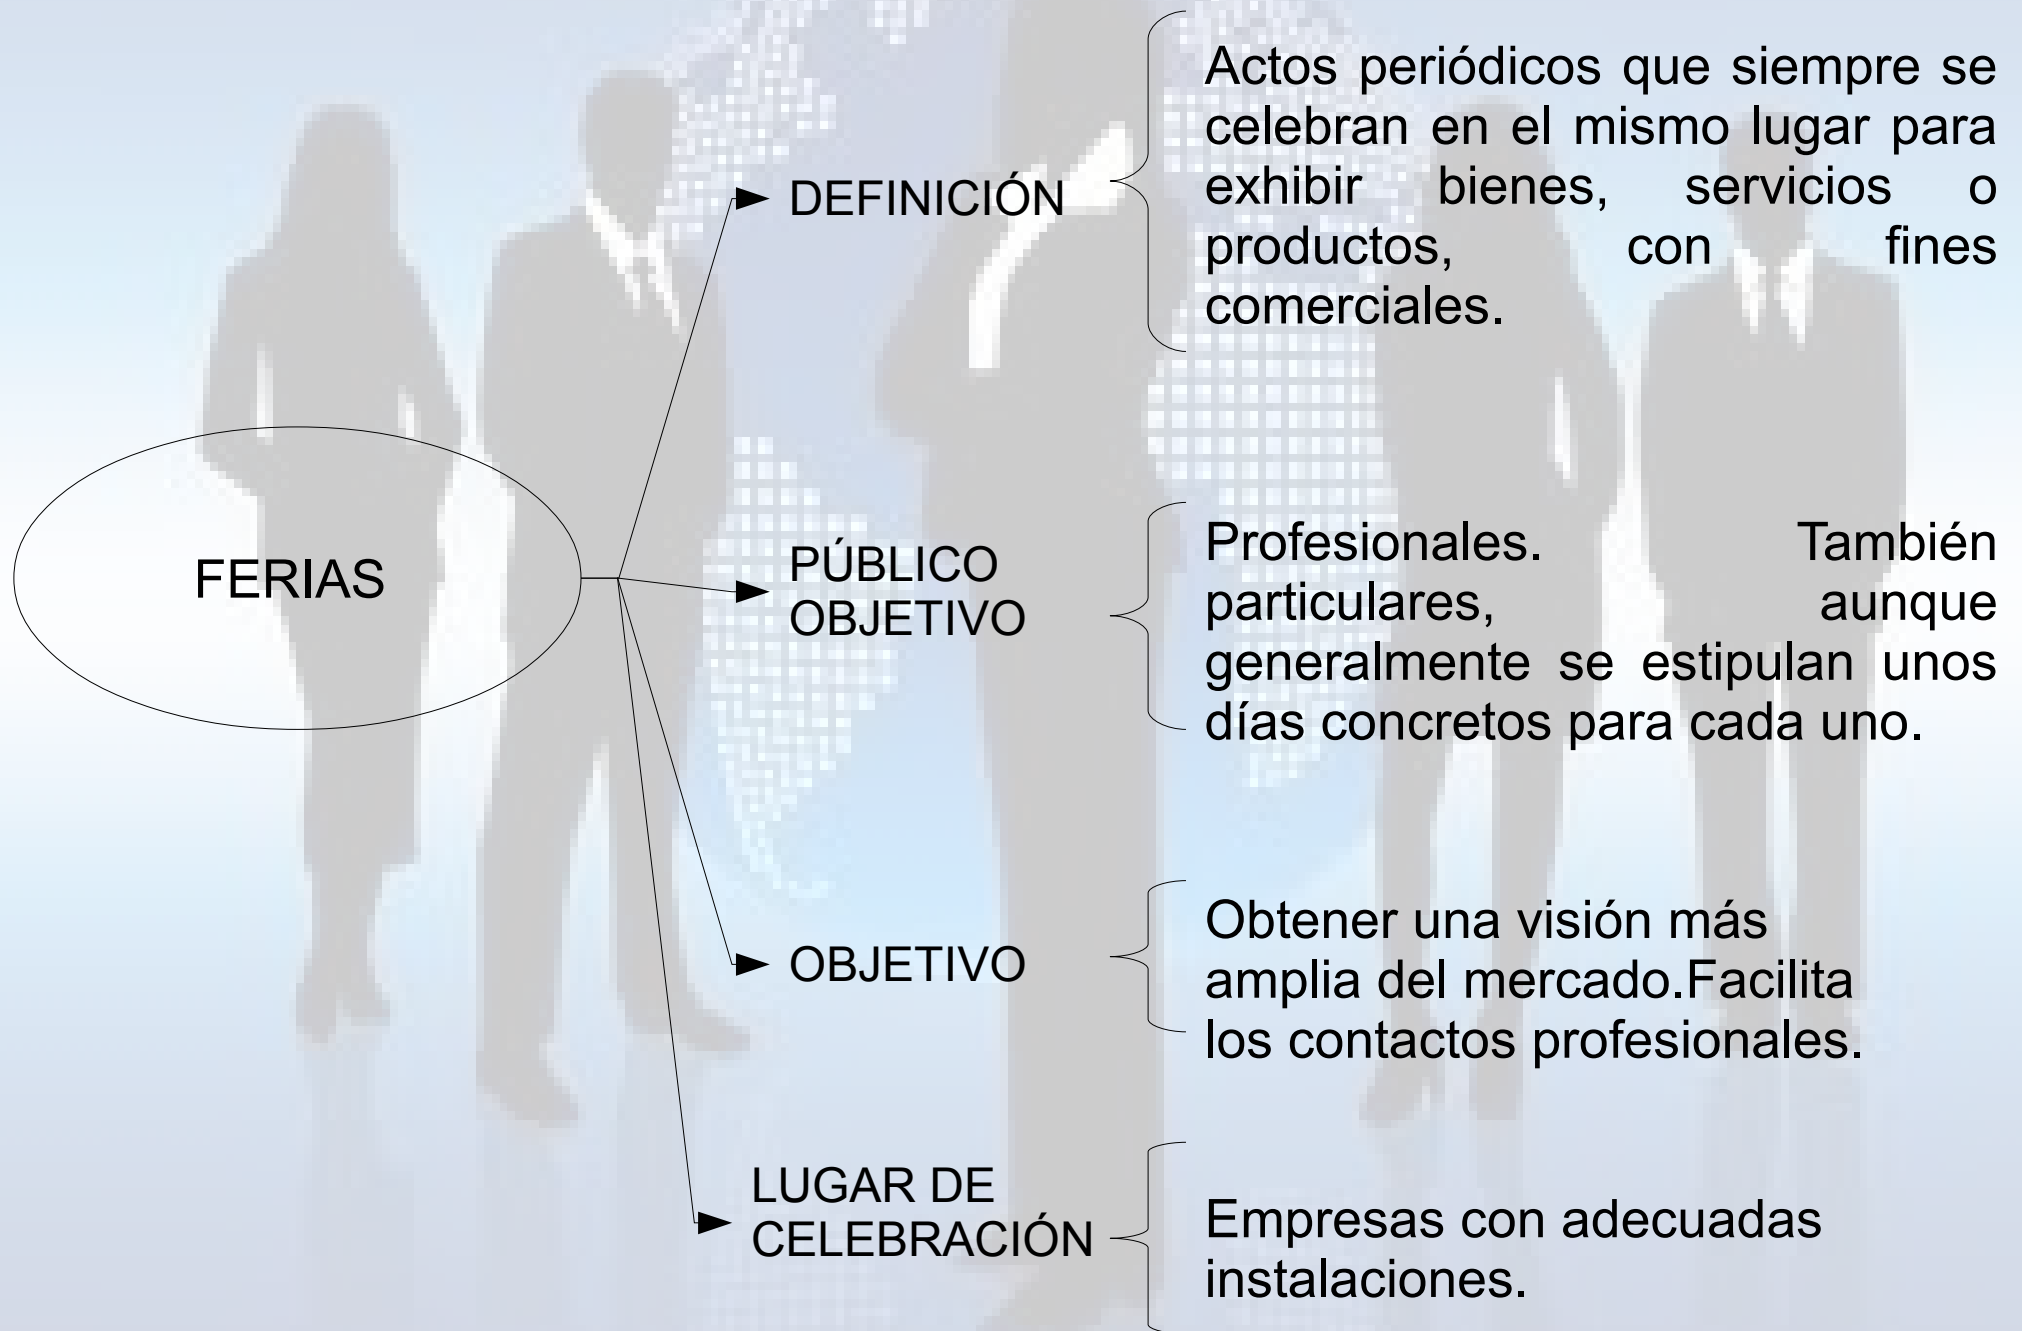 FERIAS
DEFINICIÓN
Actos periódicos que siempre se
celebran en el mismo lugar para
exhibir bienes, servicios o
productos, con fines
comerciales.
PÚBLICO
OBJETIVO
Profesionales. También
particulares, aunque
generalmente se estipulan unos
días concretos para cada uno.
OBJETIVO
Obtener una visión más
amplia del mercado.Facilita
los contactos profesionales.
LUGAR DE
CELEBRACIÓN
Empresas con adecuadas
instalaciones.